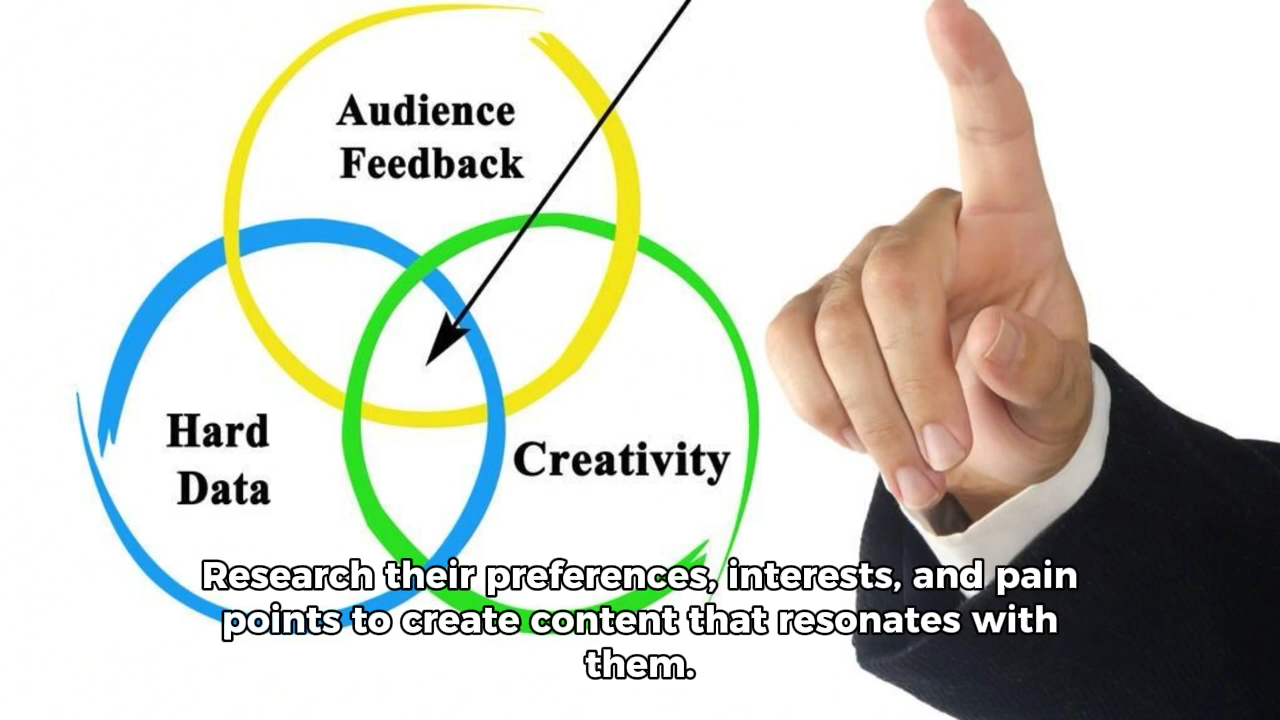 Audience
Feedback
Hard
Data
Creativity
Research their preferences, interests, and pain
points to create content that resonates with
them.